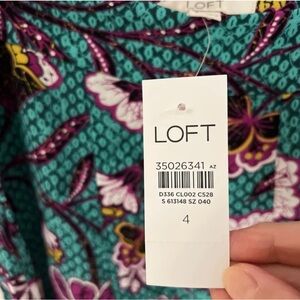 LOFT
LOFT
35026341 AZ
D336 CL002 C528
S 613148 SZ 040
4